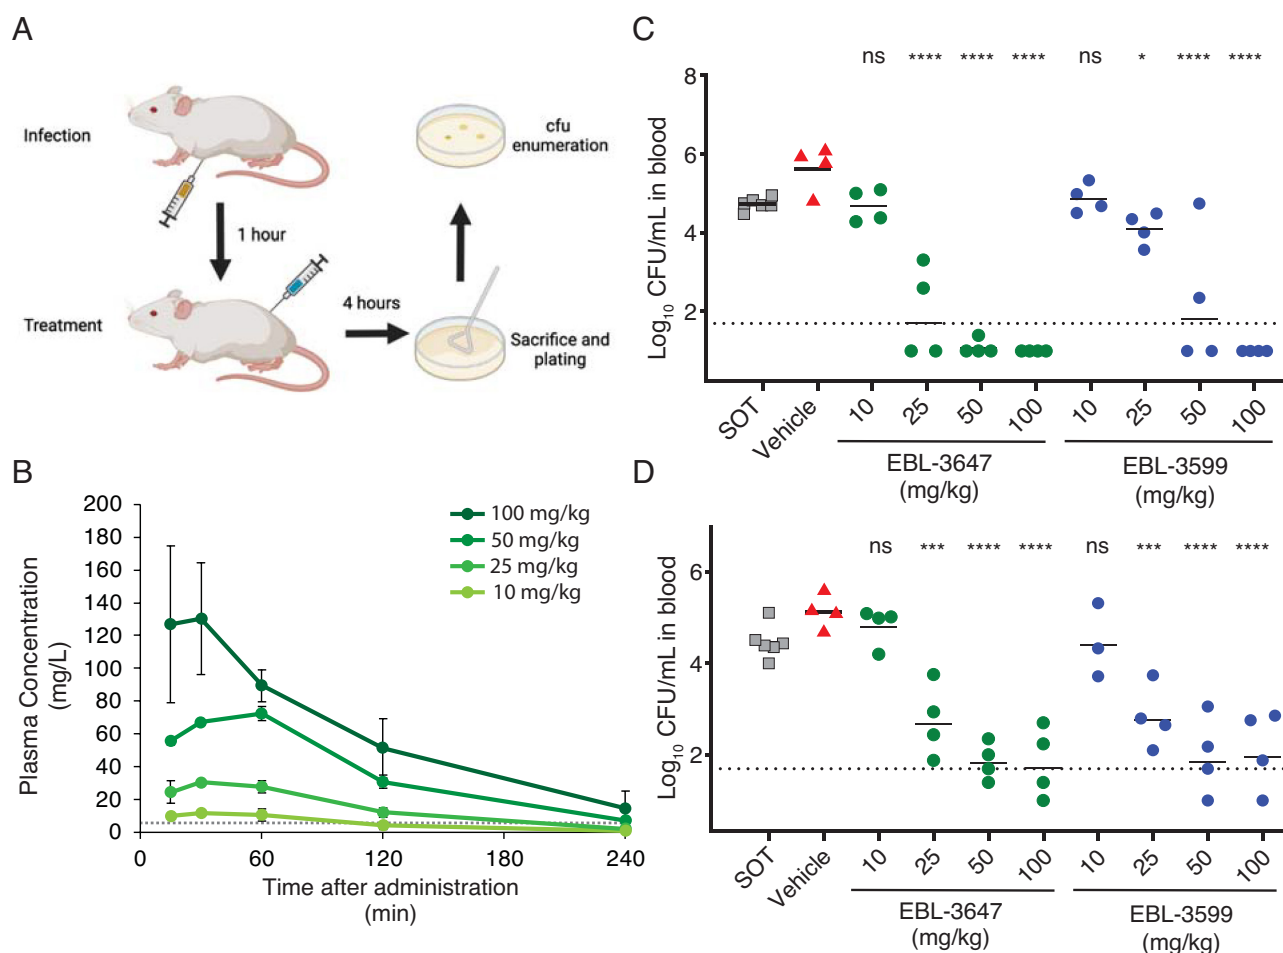 A
Infection
1 hour
Treatment
4 hours
cfu
enumeration
Sacrifice and
plating
B
Plasma Concentration
(mg/L)
200
180
160
140
120
100
80
60
40
20
0
100 mg/kg
50 mg/kg
25 mg/kg
10 mg/kg
0
60
120
180
240
Time after administration
(min)
C
ns **** **** **** ns * **** ****
Log10 CFU/mL in blood
8
6
4
2
SOT Vehicle 10 25 50 100 10 25 50 100
EBL-3647
(mg/kg)
EBL-3599
(mg/kg)
D
ns *** **** **** ns *** **** ****
Log10 CFU/mL in blood
6
4
2
SOT Vehicle 10 25 50 100 10 25 50 100
EBL-3647
(mg/kg)
EBL-3599
(mg/kg)